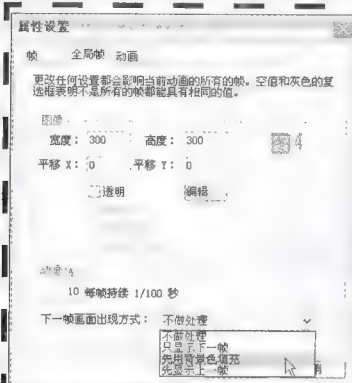 属性设置
帧 全局帧 动画
更改任何设置都会影响当前动画的所有的帧。空值和灰色的复
选框表明不是所有的帧都能具有相同的值。
图像
宽度： 300 高度： 300
平移 X： 0 平移 Y： 0
透明 编辑
10 每帧持续 1/100 秒
下一帧画面出现方式： 不做处理
不做处理
只显示下一帧
先用背景色填充
先显示上一帧